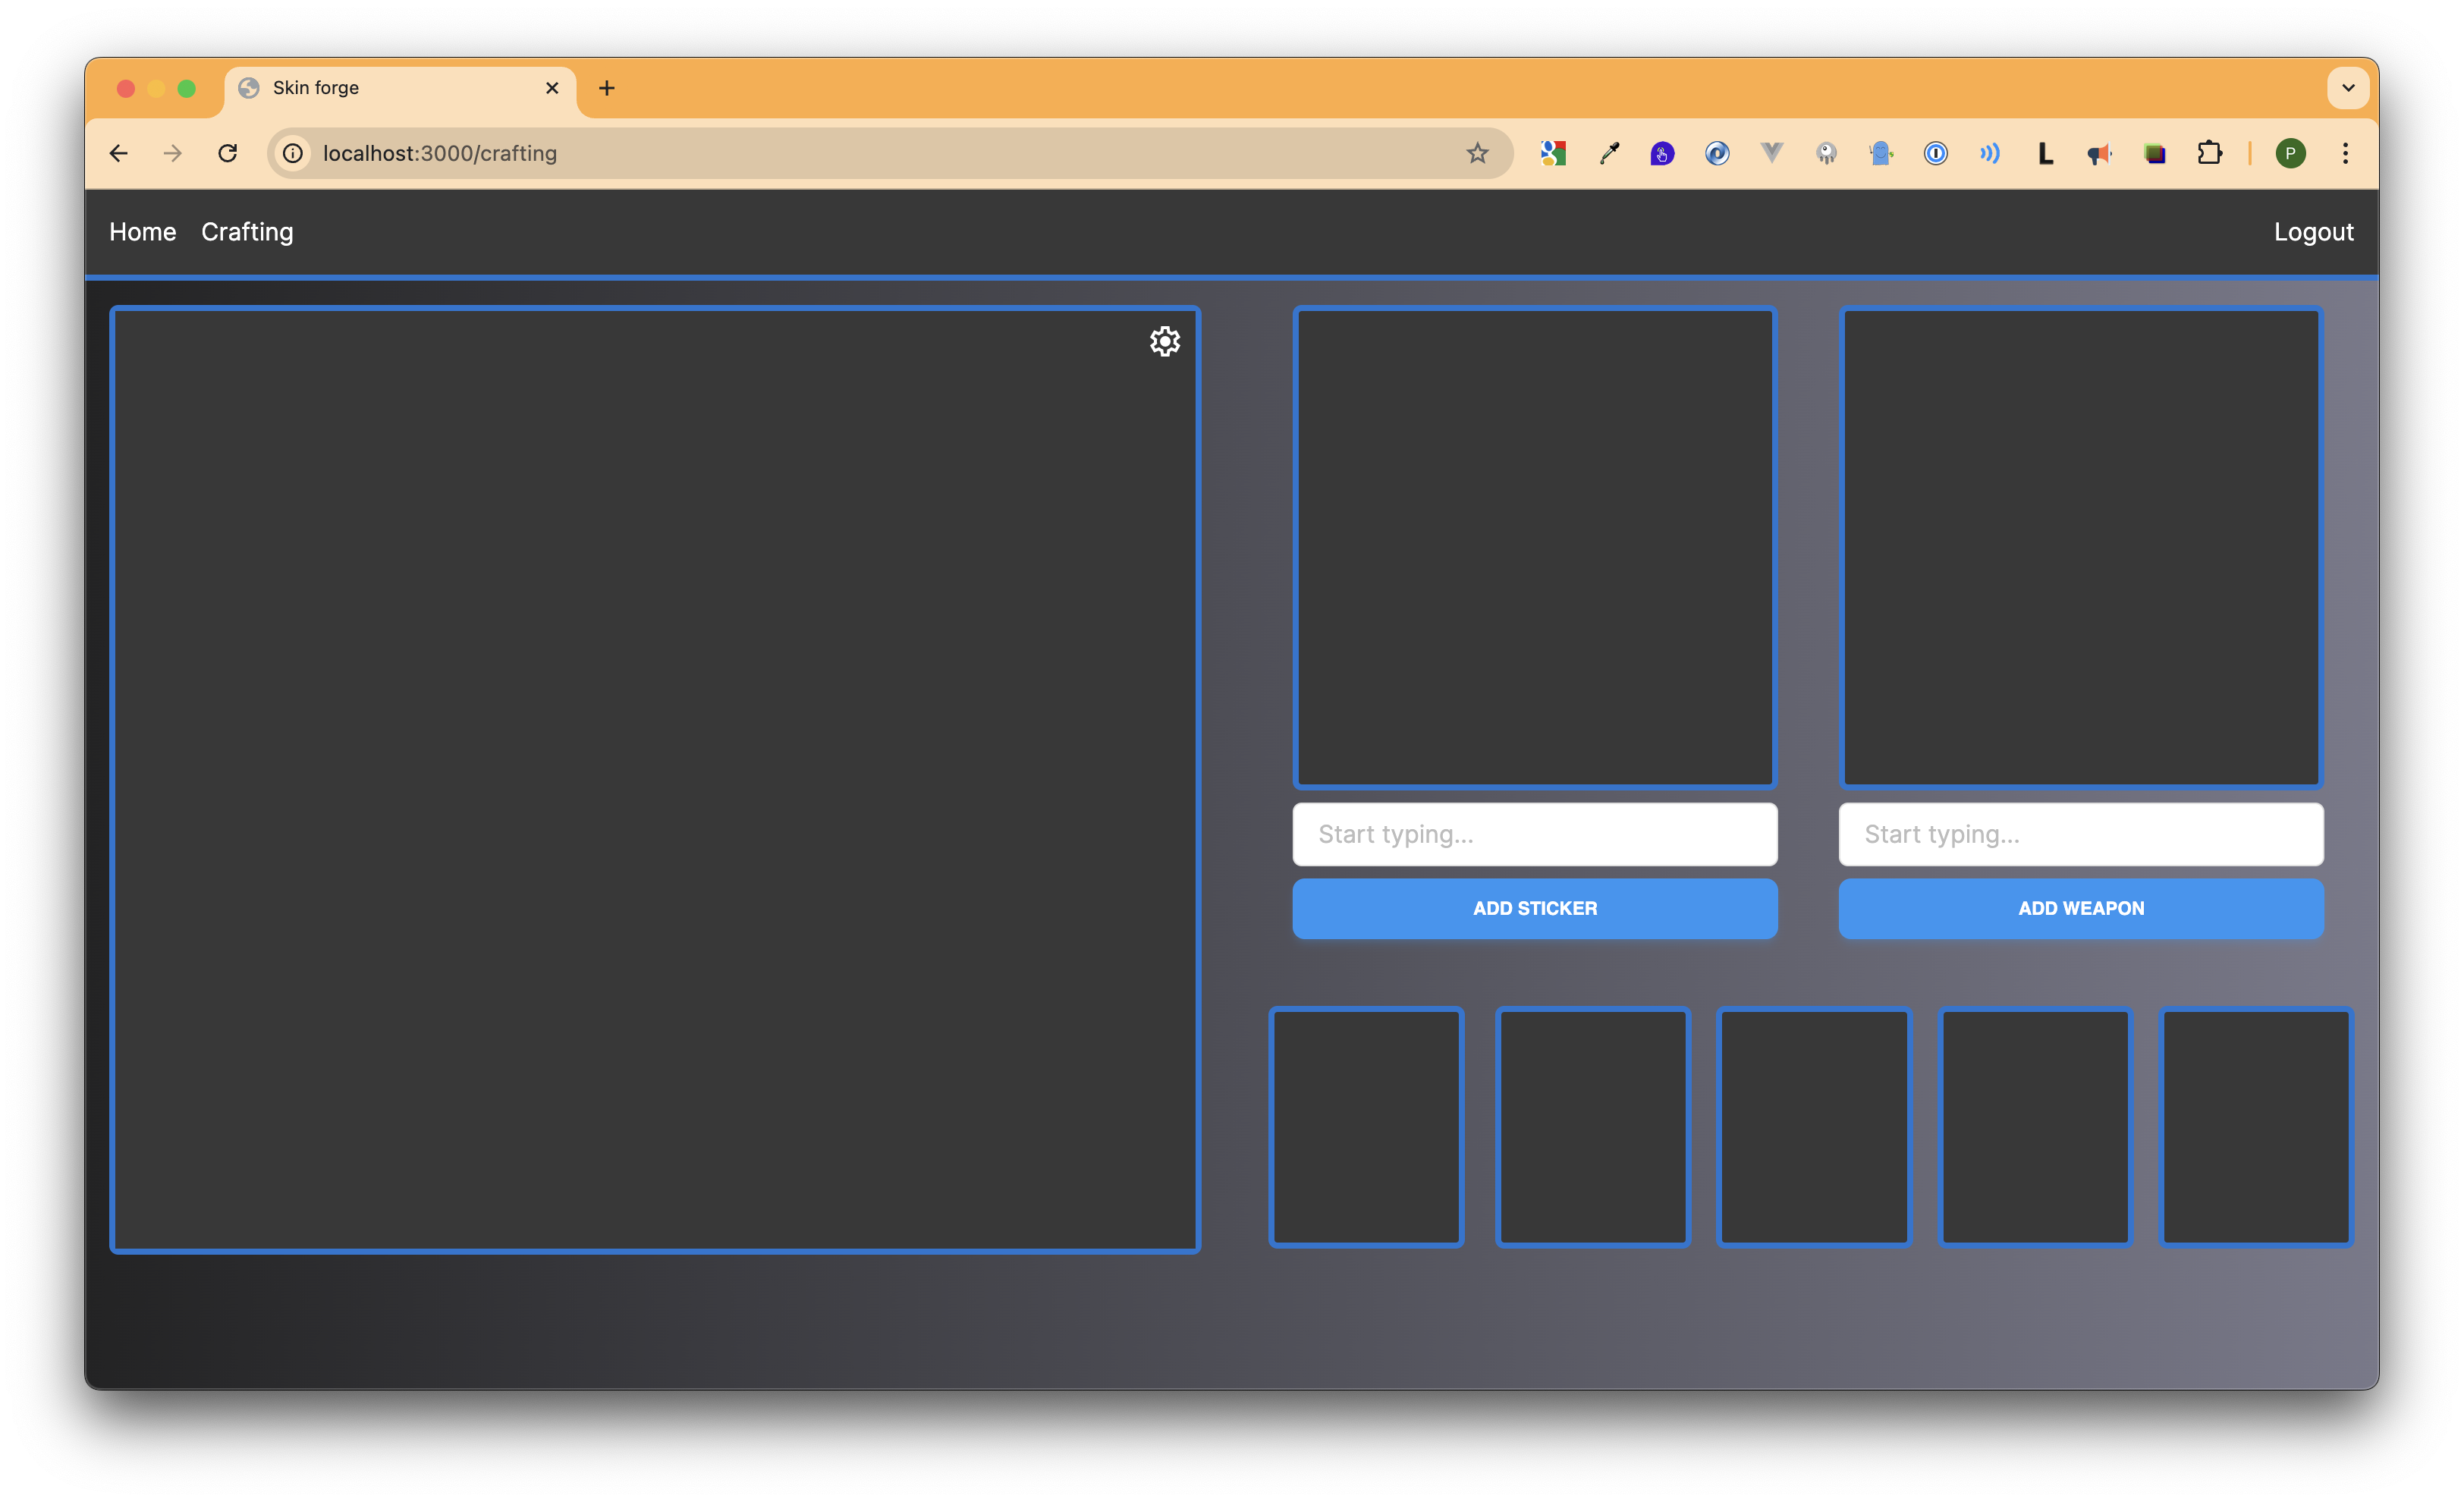 Skin forge
localhost:3000/crafting
P
Home Crafting Logout
Start typing... Start typing...
ADD STICKER ADD WEAPON